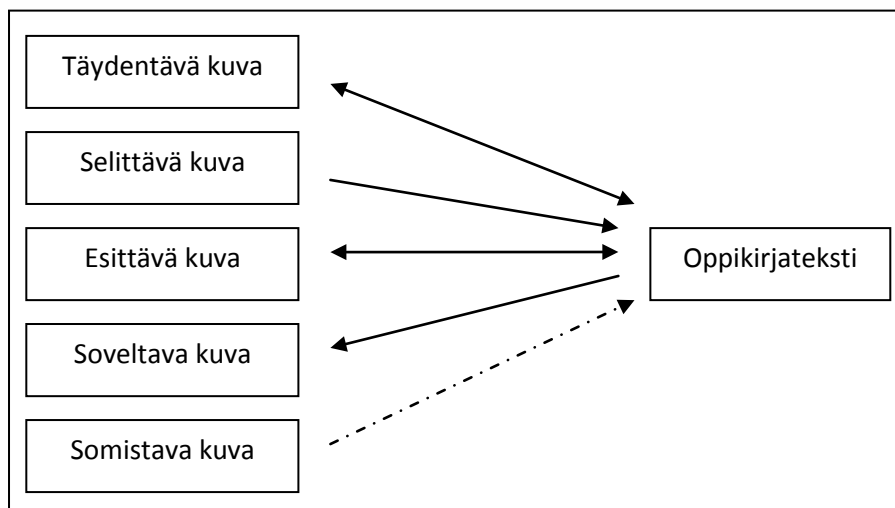 Täydentävä kuva
Selittävä kuva
Esittävä kuva
Oppikirjateksti
Soveltava kuva
Somistava kuva